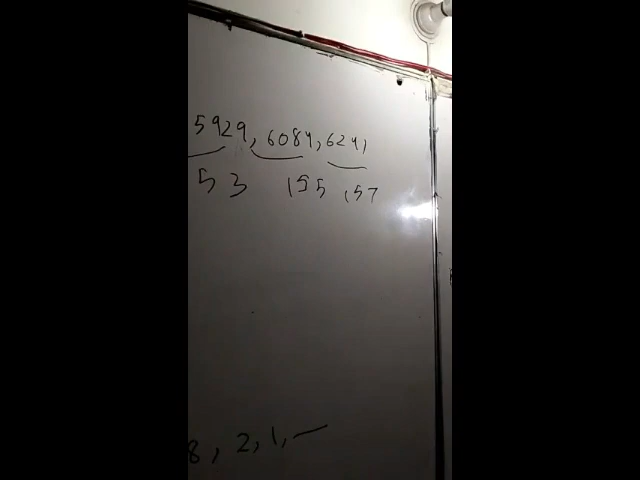 5929, 6084, 6241
53 155 157
8, 2, 1, —